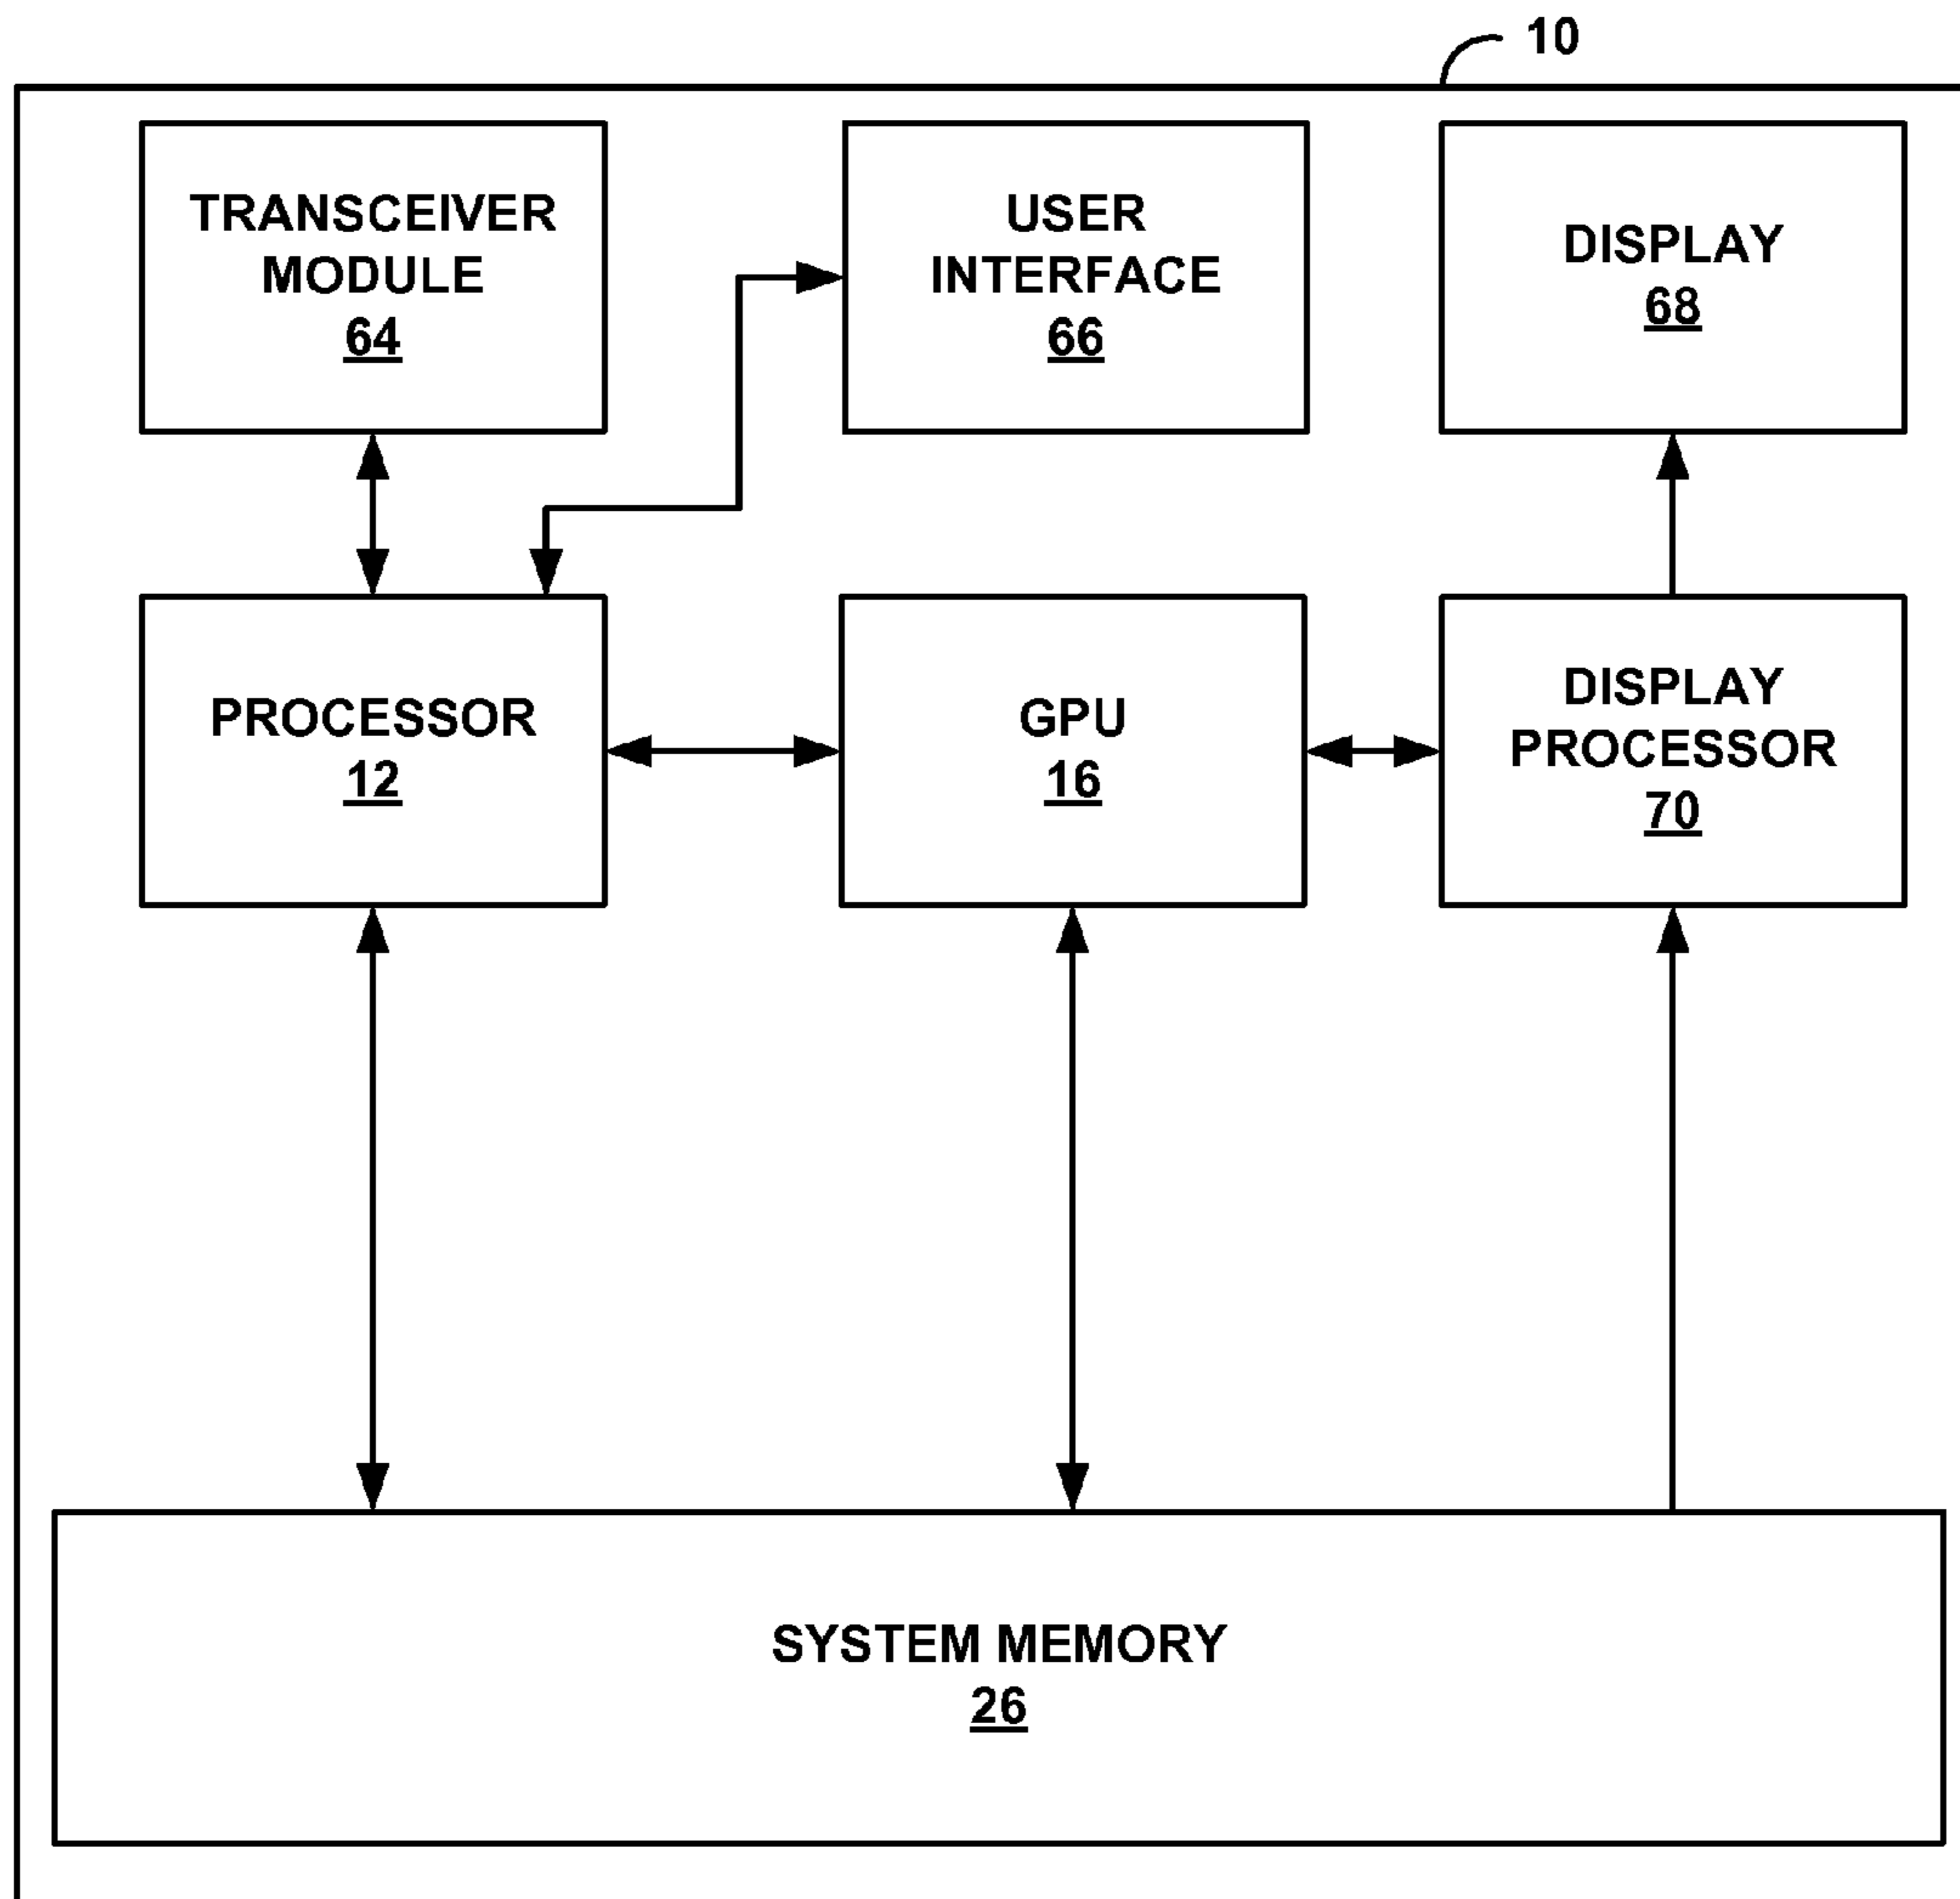 10
TRANSCEIVER
MODULE
64
USER
INTERFACE
66
DISPLAY
68
PROCESSOR
12
GPU
16
DISPLAY
PROCESSOR
70
SYSTEM MEMORY
26